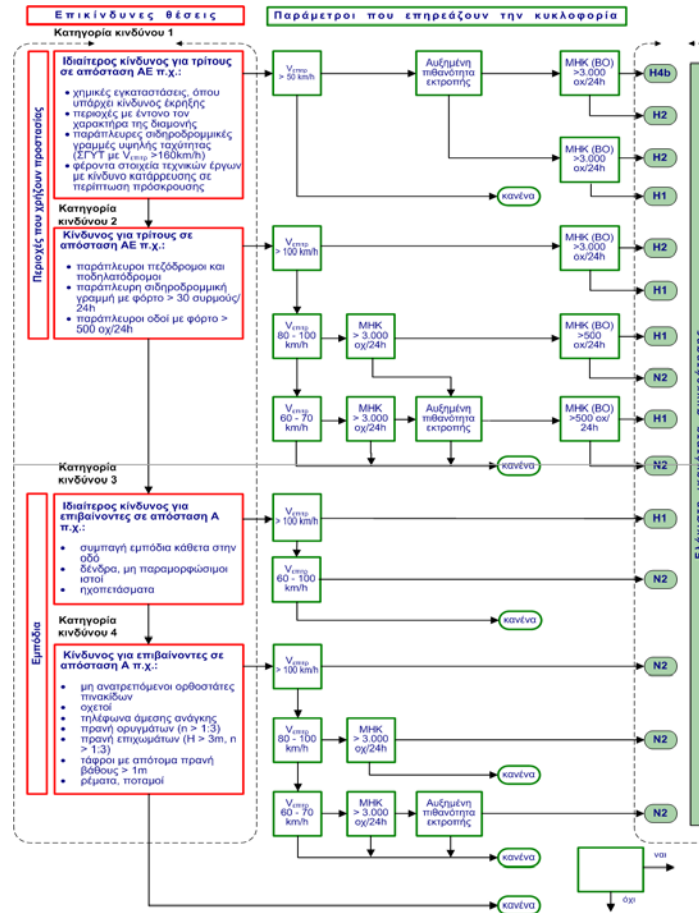 Επικίνδυνες θέσεις
Παράμετροι που επηρεάζουν την κυκλοφορία
Κατηγορία κινδύνου 1
Περιοχές που χρήζουν προστασίας
Ιδιαίτερος κίνδυνος για τρίτους
σε απόσταση ΑΕ π.χ.:
• χημικές εγκαταστάσεις, όπου
υπάρχει κίνδυνος έκρηξης
• περιοχές με έντονο τον
χαρακτήρα της διαμονής
• παράπλευρες σιδηροδρομικές
γραμμές υψηλής ταχύτητας
(ΣΓΥΤ με Vεπιτρ >160km/h)
• φέροντα στοιχεία τεχνικών έργων
με κίνδυνο κατάρρευσης σε
περίπτωση πρόσκρουσης
Vεπιτρ
> 50 km/h
Αυξημένη
πιθανότητα
εκτροπής
ΜΗΚ (ΒΟ)
>3.000
οχ/24h
H4b
H2
ΜΗΚ (ΒΟ)
>3.000
οχ/24h
H2
H1
κανένα
Κατηγορία
κινδύνου 2
Κίνδυνος για τρίτους σε
απόσταση ΑΕ π.χ.:
• παράπλευροι πεζόδρομοι και
ποδηλατόδρομοι
• παράπλευρη σιδηροδρομική
γραμμή με φόρτο > 30 συρμούς/
24h
• παράπλευροι οδοί με φόρτο >
500 οχ/24h
Vεπιτρ
> 100 km/h
ΜΗΚ (ΒΟ)
>3.000
οχ/24h
H2
H1
Vεπιτρ
80 - 100
km/h
ΜΗΚ
> 3.000
οχ/24h
ΜΗΚ (ΒΟ)
>500
οχ/24h
H1
N2
Vεπιτρ
60 - 70
km/h
ΜΗΚ
> 3.000
οχ/24h
Αυξημένη
πιθανότητα
εκτροπής
ΜΗΚ (ΒΟ)
>500 οχ/
24h
H1
κανένα
N2
Κατηγορία
κινδύνου 3
Εμπόδια
Ιδιαίτερος κίνδυνος για
επιβαίνοντες σε απόσταση Α
π.χ.:
• συμπαγή εμπόδια κάθετα στην
οδό
• δένδρα, μη παραμορφώσιμοι
ιστοί
• ηχοπετάσματα
Vεπιτρ
> 100 km/h
H1
Vεπιτρ
60 - 100
km/h
N2
κανένα
Κατηγορία
κινδύνου 4
Κίνδυνος για επιβαίνοντες σε
απόσταση Α π.χ.:
• μη ανατρεπόμενοι ορθοστάτες
πινακίδων
• οχετοί
• τηλέφωνα άμεσης ανάγκης
• πρανή ορυγμάτων (n > 1:3)
• πρανή επιχωμάτων (H > 3m, n
> 1:3)
• τάφροι με απότομα πρανή
βάθους > 1m
• ρέματα, ποταμοί
Vεπιτρ
> 100 km/h
N2
Vεπιτρ
80 - 100
km/h
ΜΗΚ
> 3.000
οχ/24h
N2
κανένα
Vεπιτρ
60 - 70
km/h
ΜΗΚ
> 3.000
οχ/24h
Αυξημένη
πιθανότητα
εκτροπής
N2
κανένα
κανένα
ναι
όχι